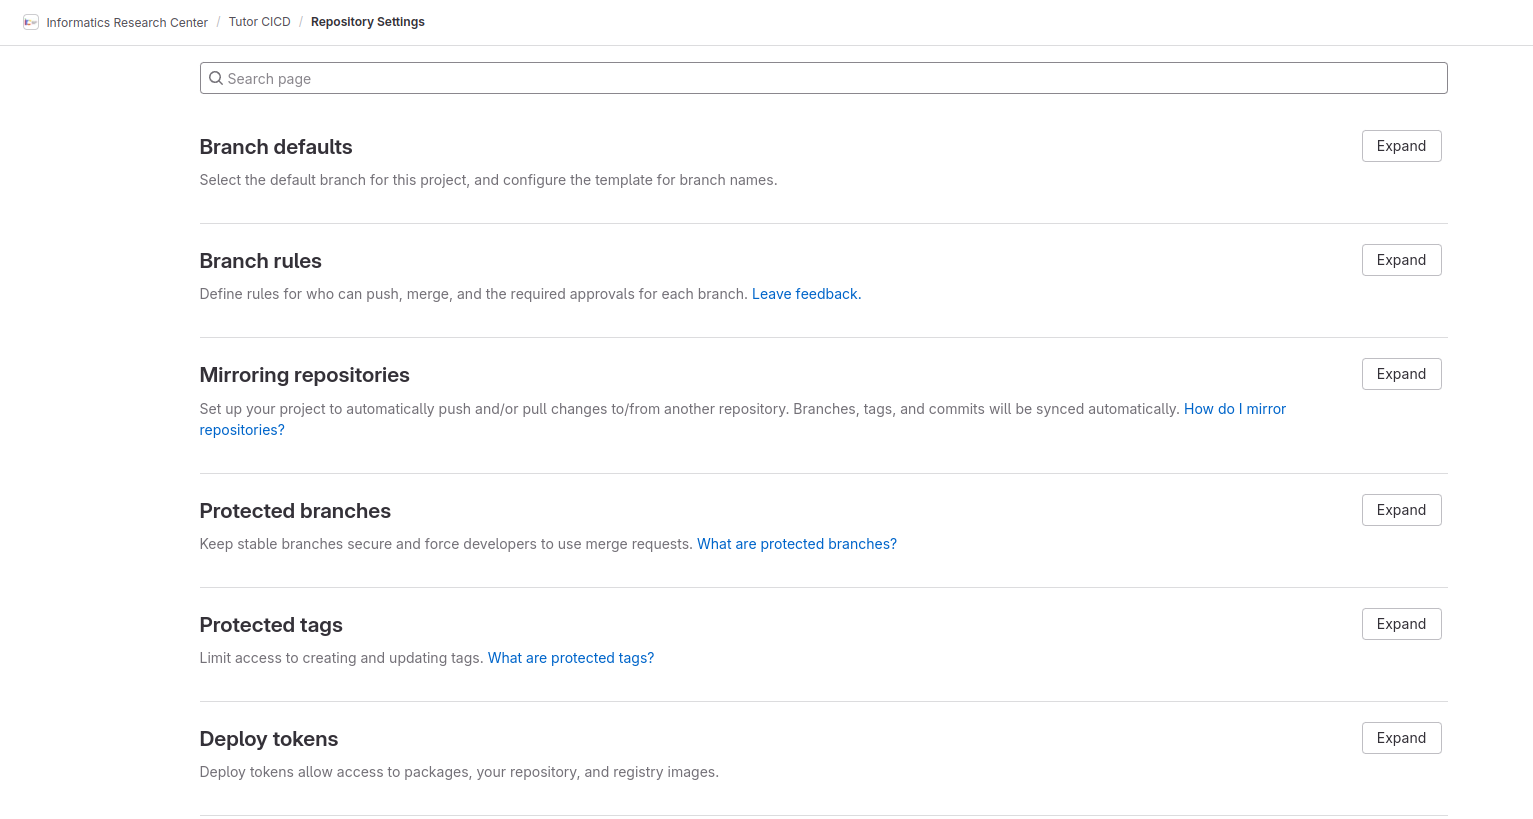 Informatics Research Center / Tutor CICD / Repository Settings
Search page
Branch defaults
Expand
Select the default branch for this project, and configure the template for branch names.
Branch rules
Expand
Define rules for who can push, merge, and the required approvals for each branch. Leave feedback.
Mirroring repositories
Expand
Set up your project to automatically push and/or pull changes to/from another repository. Branches, tags, and commits will be synced automatically. How do I mirror
repositories?
Protected branches
Expand
Keep stable branches secure and force developers to use merge requests. What are protected branches?
Protected tags
Expand
Limit access to creating and updating tags. What are protected tags?
Deploy tokens
Expand
Deploy tokens allow access to packages, your repository, and registry images.